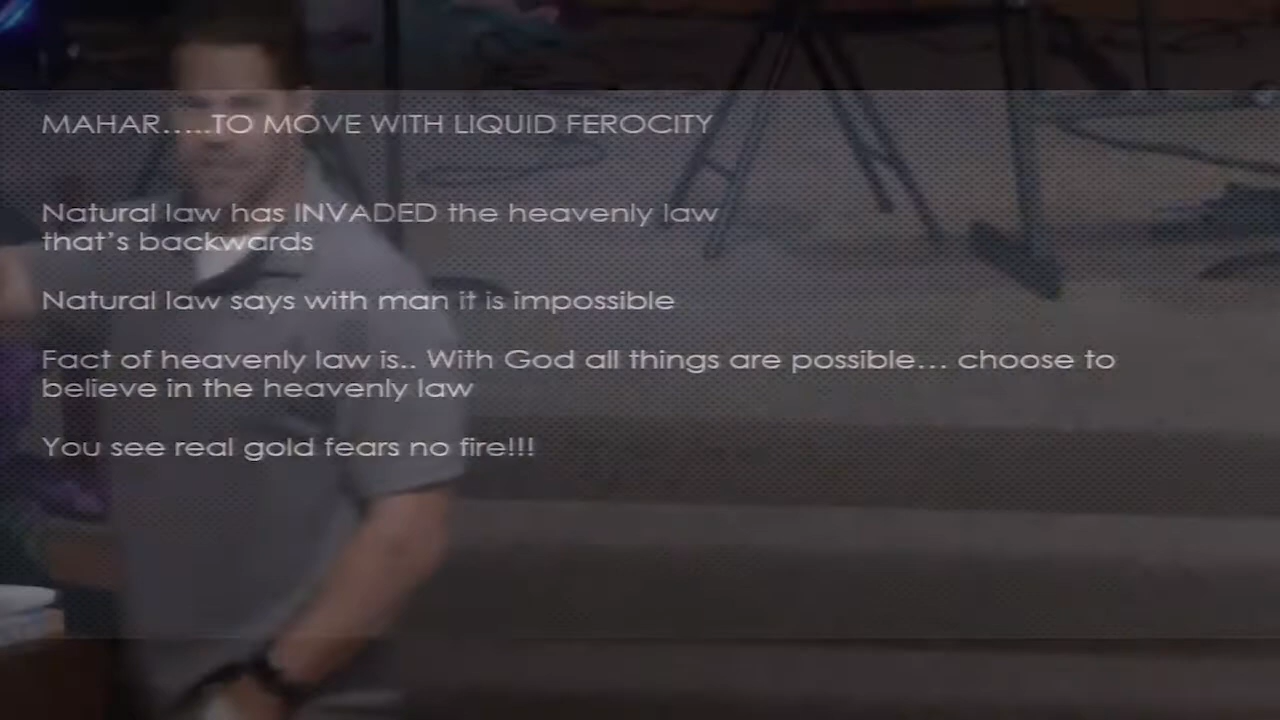 MAHAR.....TO MOVE WITH LIQUID FEROCITY
Natural law has INVADED the heavenly law
that's backwards
Natural law says with man it is impossible
Fact of heavenly law is.. With God all things are possible... choose to
believe in the heavenly law
You see real gold fears no fire!!!